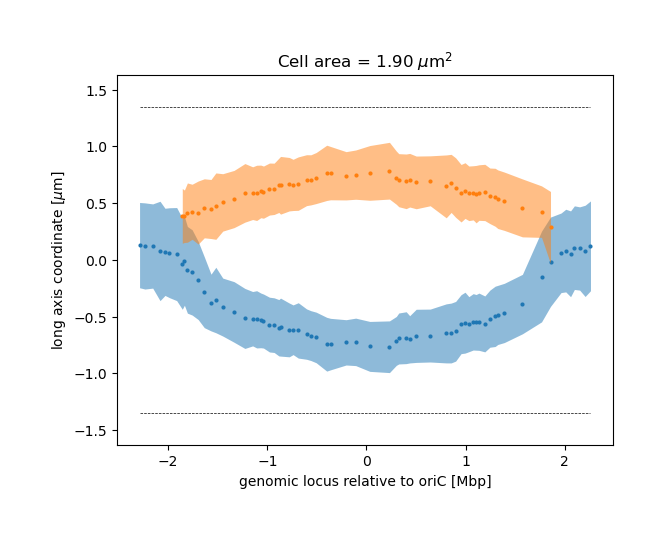 Cell area = 1.90 μm²
1.5
1.0
0.5
0.0
−0.5
−1.0
−1.5
long axis coordinate [μm]
−2 −1 0 1 2
genomic locus relative to oriC [Mbp]